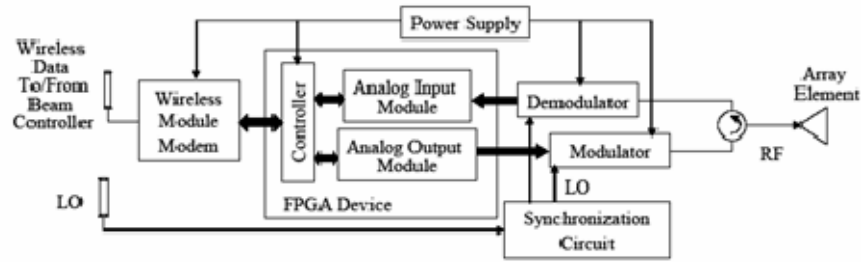 Power Supply
Wireless
Data
To/From
Beam
Controller
Wireless
Module
Modem
Controller
Analog Input
Module
Analog Output
Module
FPGA Device
Demodulator
Modulator
Array
Element
RF
LO
LO
Synchronization
Circuit